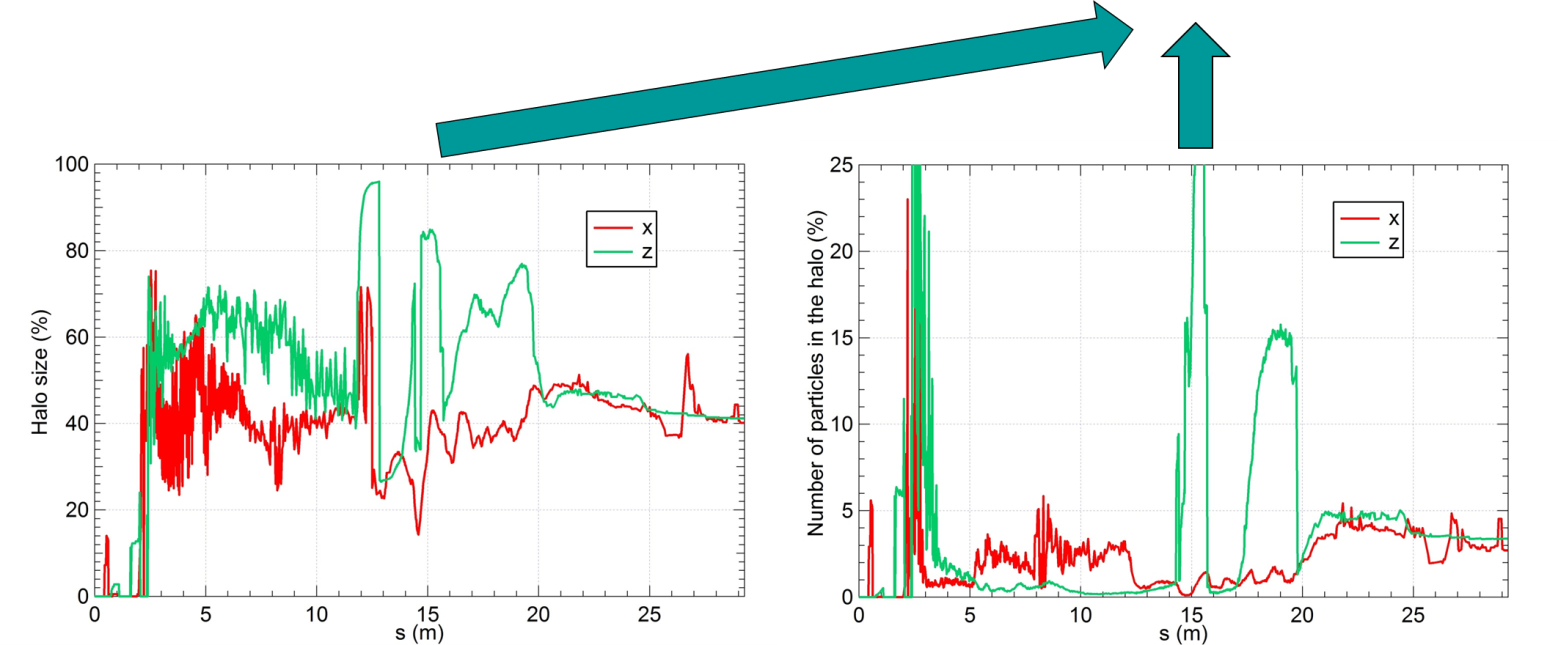 Halo size (%)
100
80
60
40
20
0
0 5 10 15 20 25
s (m)
x
z
Number of particles in the halo (%)
25
20
15
10
5
0
0 5 10 15 20 25
s (m)
x
z